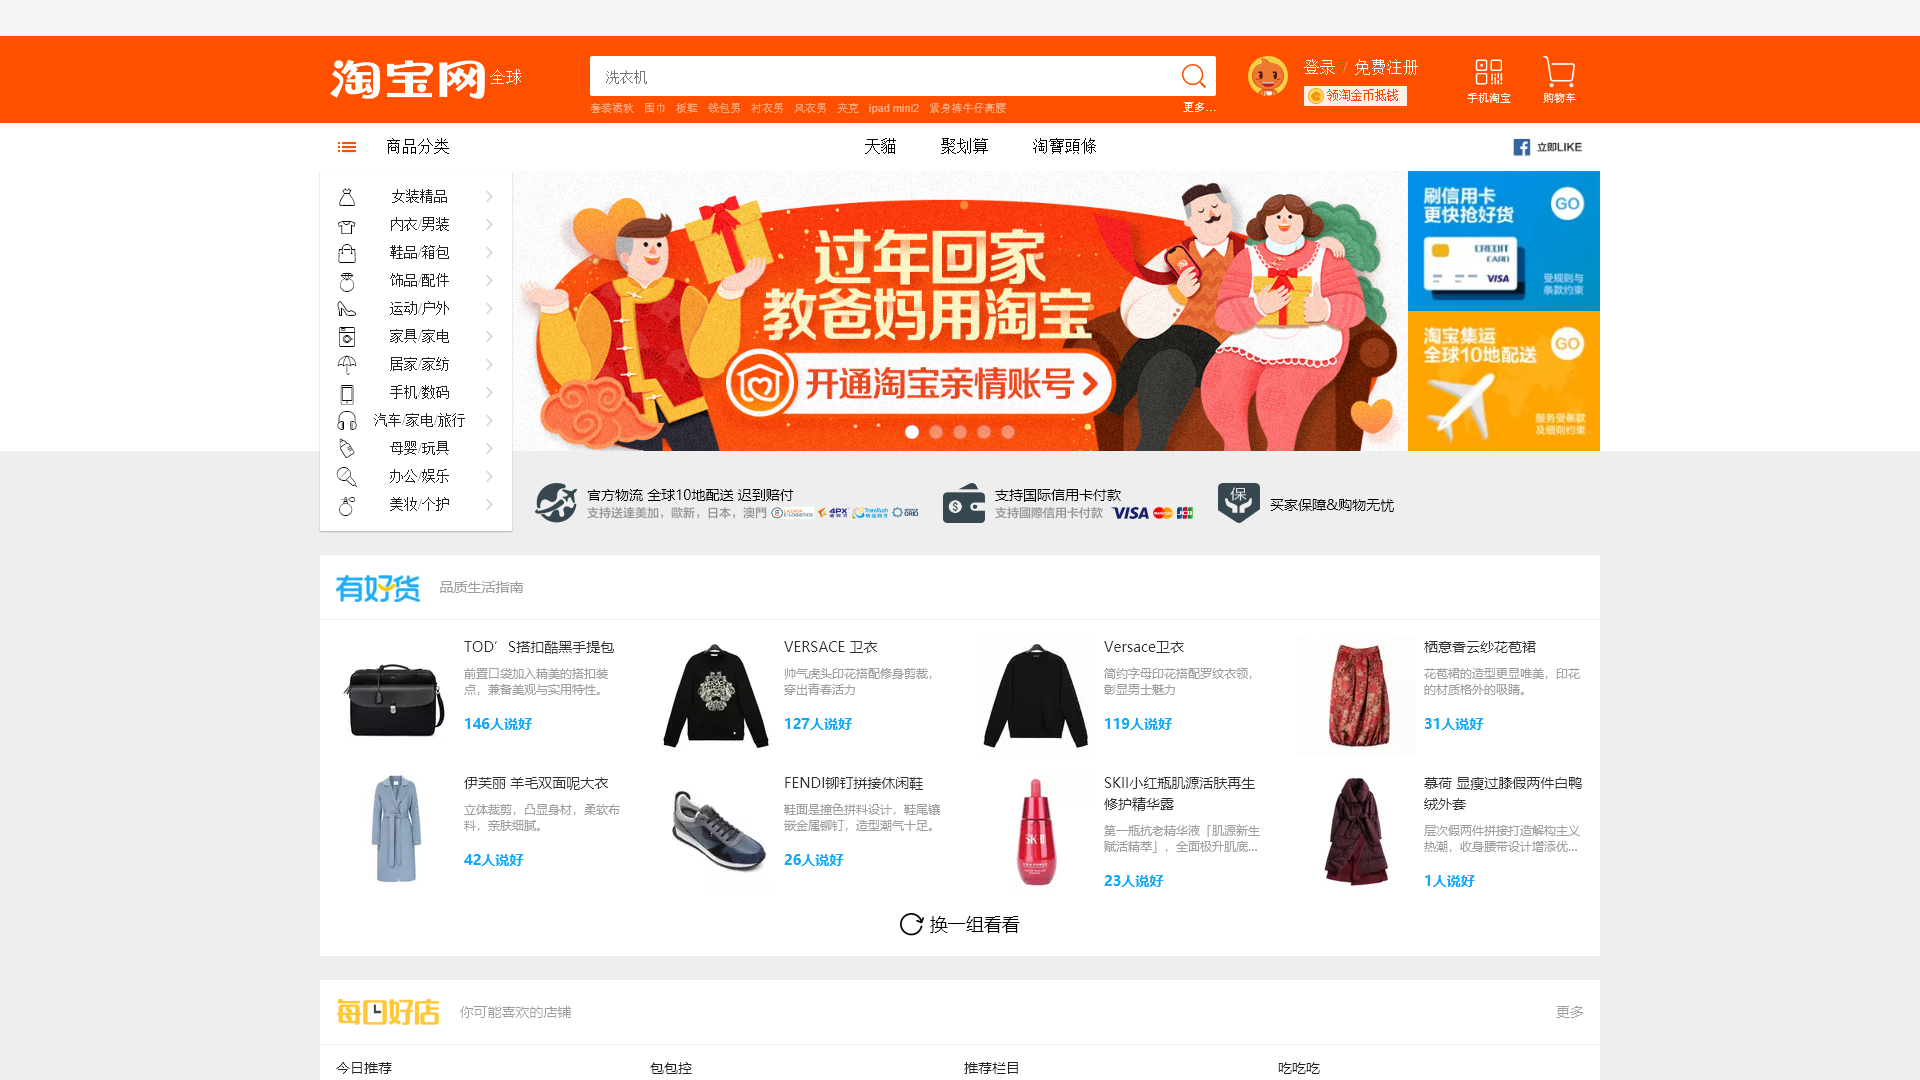 淘宝网 全球
洗衣机
登录 / 免费注册
领淘金币抵钱
手机淘宝
购物车
套装裙秋 围巾 板鞋 钱包男 衬衣男 风衣男 夹克 ipad mini2 紧身裤牛仔高腰
更多...
商品分类
天貓 聚划算 淘寶頭條
立即LIKE
女装精品
内衣/男装
鞋品/箱包
饰品/配件
运动/户外
家具/家电
居家/家纺
手机/数码
汽车/家电/旅行
母婴/玩具
办公/娱乐
美妆/个护
过年回家
教爸妈用淘宝
开通淘宝亲情账号
刷信用卡
更快抢好货
GO
CREDIT
CARD
VISA
受规则与
条款约束
淘宝集运
全球10地配送
GO
服务受条款
及细则约束
官方物流 全球10地配送 迟到赔付
支持送達美加，歐新，日本，澳門
4PX
支持国际信用卡付款
支持國際信用卡付款 VISA
保
买家保障&购物无忧
有好货 品质生活指南
TOD’S搭扣酷黑手提包
前置口袋加入精美的搭扣装
点，兼备美观与实用特性。
146人说好
VERSACE 卫衣
帅气虎头印花搭配修身剪裁，
穿出青春活力
127人说好
Versace卫衣
简约字母印花搭配罗纹衣领，
彰显男士魅力
119人说好
栖意香云纱花苞裙
花苞裙的造型更显唯美，印花
的材质格外的吸睛。
31人说好
伊芙丽 羊毛双面呢大衣
立体裁剪，凸显身材，柔软布
料，亲肤细腻。
42人说好
FENDI铆钉拼接休闲鞋
鞋面是撞色拼料设计，鞋尾镶
嵌金属铆钉，造型潮气十足。
26人说好
SK-II
SKII小红瓶肌源活肤再生
修护精华露
第一瓶抗老精华液「肌源新生
赋活精萃」，全面极升肌底...
23人说好
慕荷 显瘦过膝假两件白鸭
绒外套
层次假两件拼接打造解构主义
热潮，收身腰带设计增添优...
1人说好
换一组看看
每日好店 你可能喜欢的店铺
更多
今日推荐
包包控
推荐栏目
吃吃吃